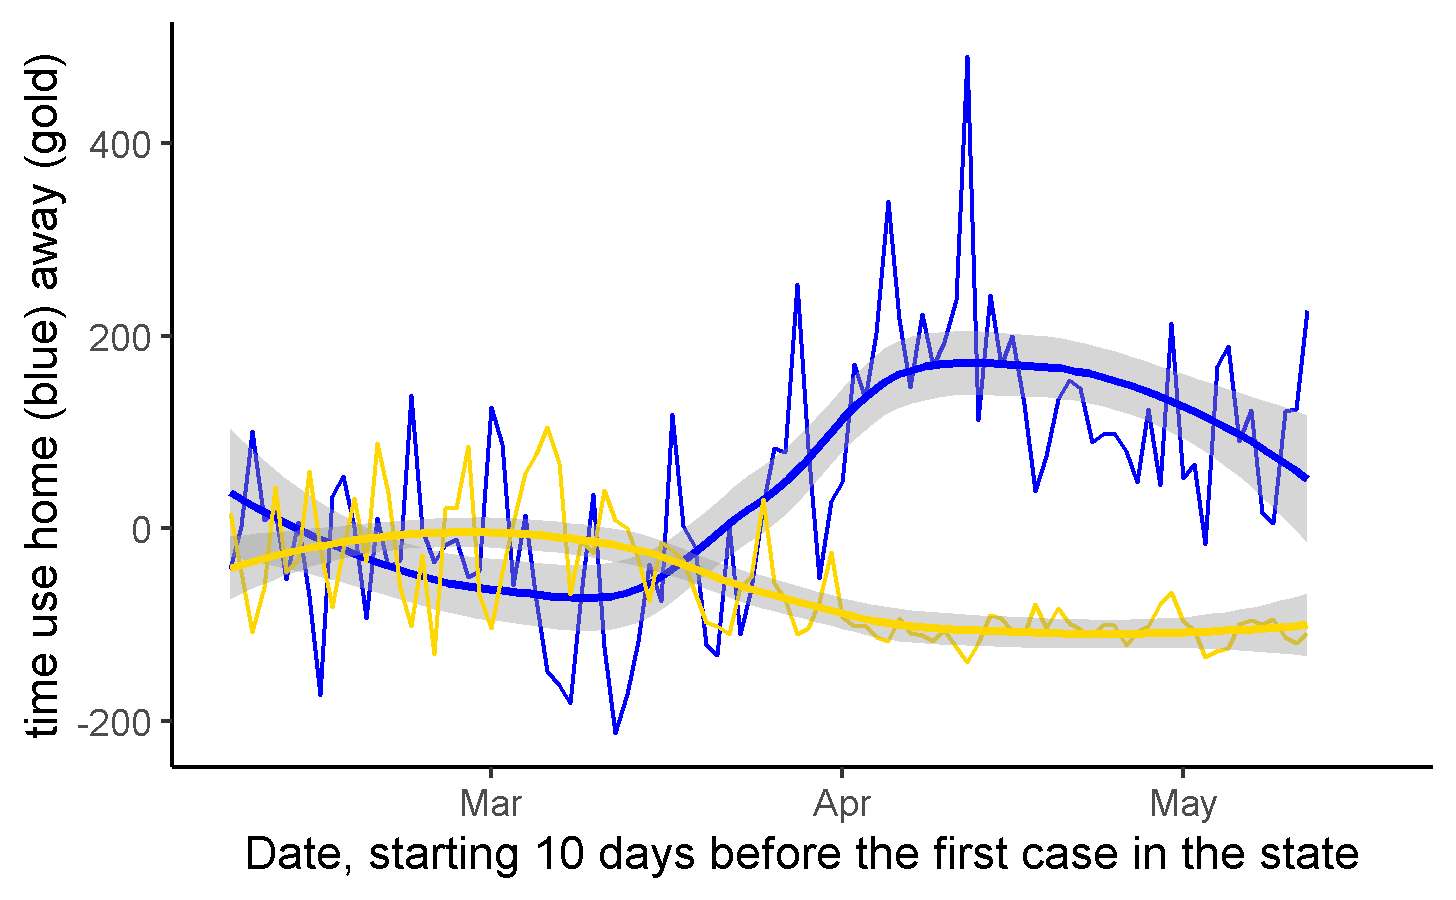 time use home (blue) away (gold)
400
200
0
-200
Mar
Apr
May
Date, starting 10 days before the first case in the state